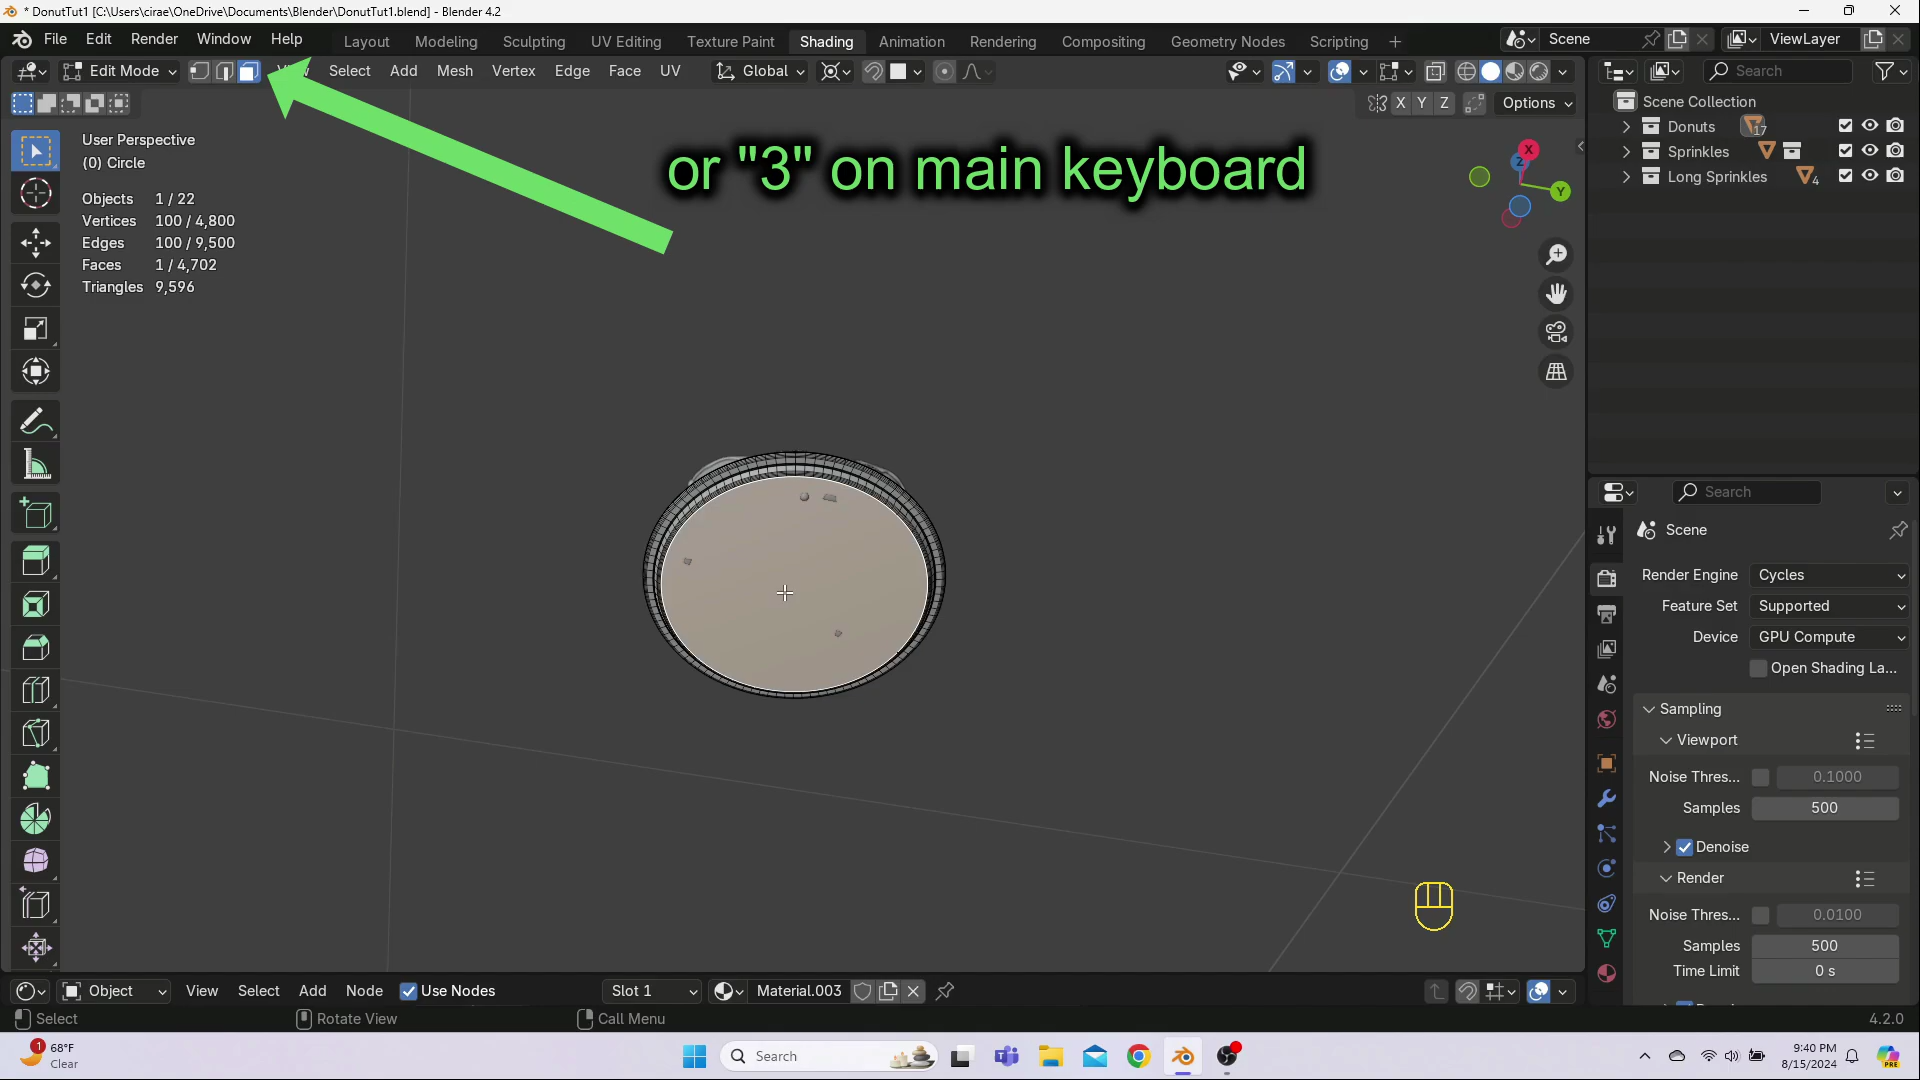 * DonutTut1 [C:\Users\cirae\OneDrive\Documents\Blender\DonutTut1.blend] - Blender 4.2
File Edit Render Window Help Layout Modeling Sculpting UV Editing Texture Paint Shading Animation Rendering Compositing Geometry Nodes Scripting + Scene ViewLayer
Edit Mode Select Add Mesh Vertex Edge Face UV Global Search
X Y Z Options
User Perspective
(0) Circle
Objects 1 / 22
Vertices 100 / 4,800
Edges 100 / 9,500
Faces 1 / 4,702
Triangles 9,596
or "3" on main keyboard
X
Z
Y
Scene Collection
Donuts 17
Sprinkles
Long Sprinkles 4
Search
Scene
Render Engine Cycles
Feature Set Supported
Device GPU Compute
Open Shading La...
Sampling
Viewport
Noise Thres... 0.1000
Samples 500
Denoise
Render
Noise Thres... 0.0100
Samples 500
Time Limit 0 s
Object View Select Add Node Use Nodes Slot 1 Material.003
Select Rotate View Call Menu 4.2.0
1 68°F
Clear
Search
9:40 PM
8/15/2024
PRE